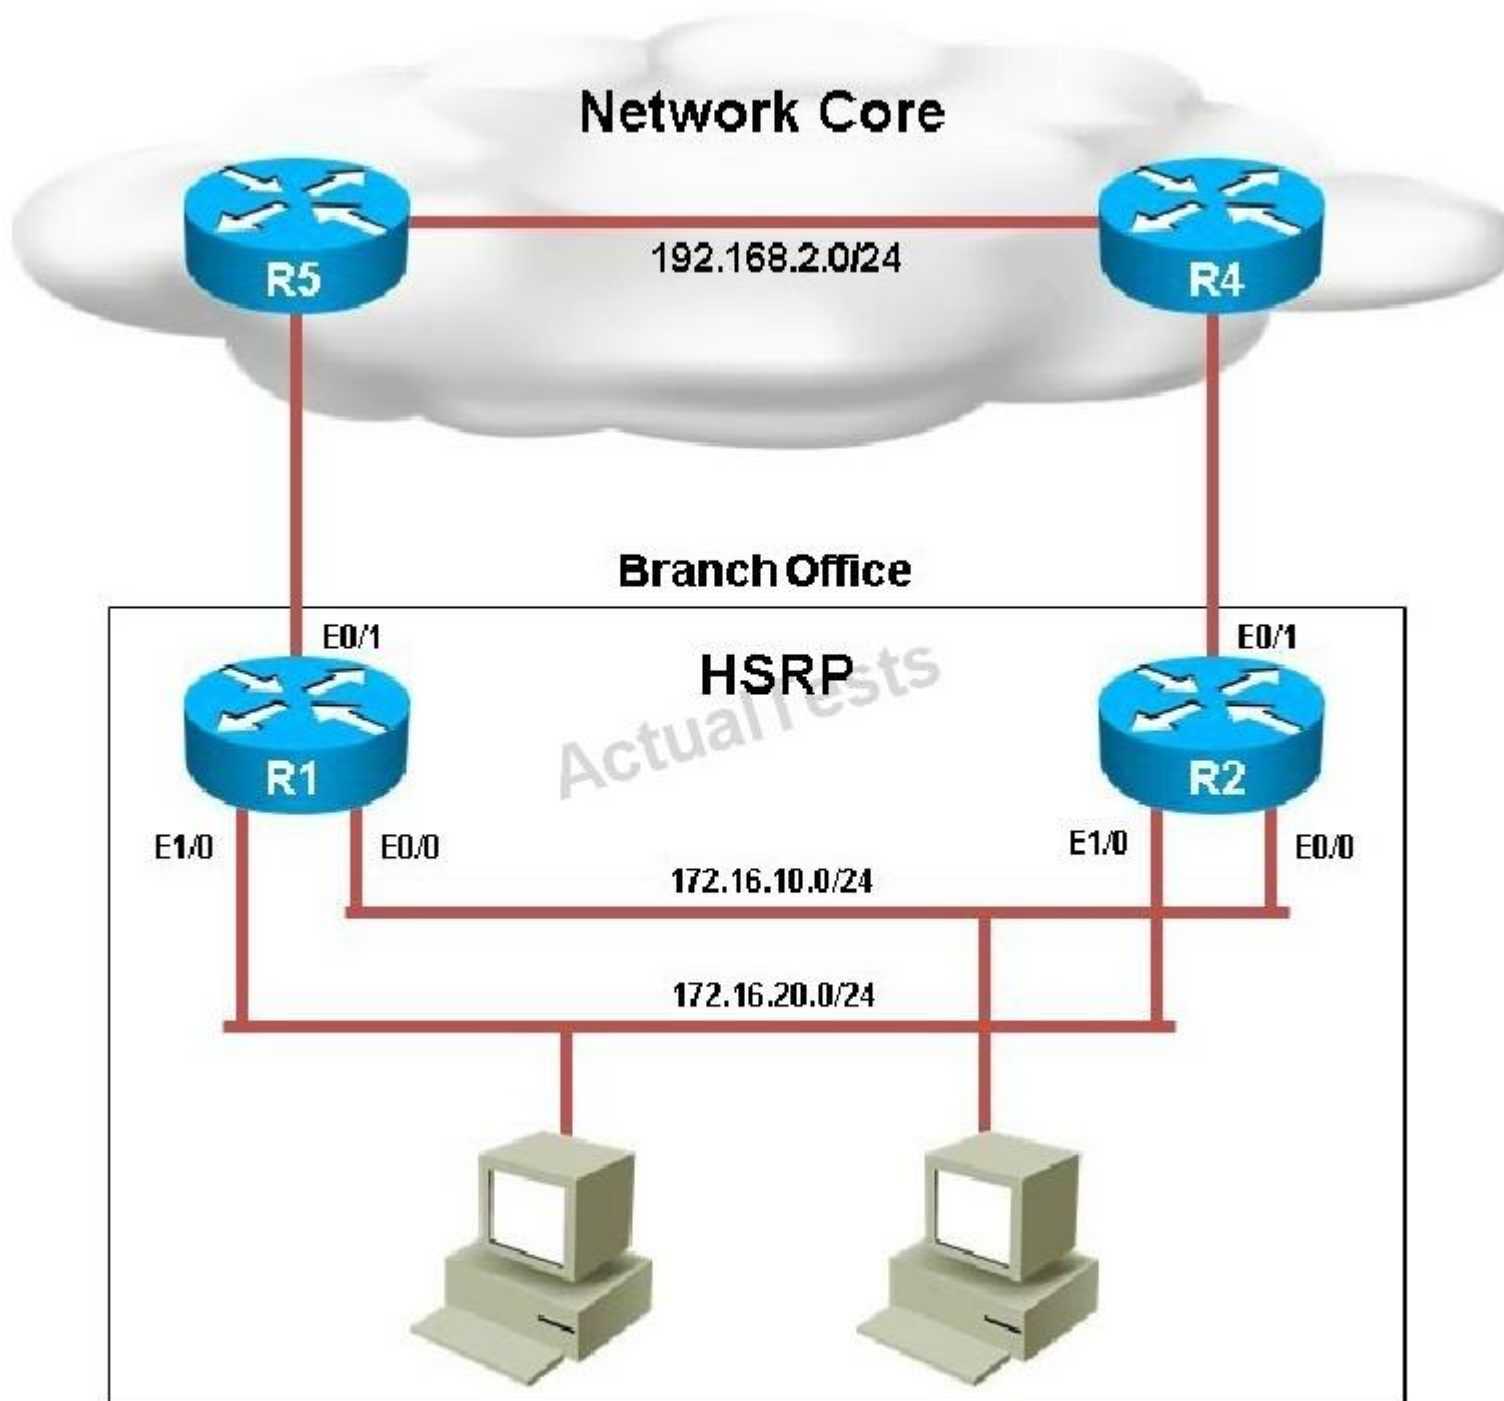 Network Core
R5
R4
192.168.2.0/24
Branch Office
E0/1
E0/1
HSRP
ActualTests
R1
R2
E1/0
E0/0
E1/0
E0/0
172.16.10.0/24
172.16.20.0/24